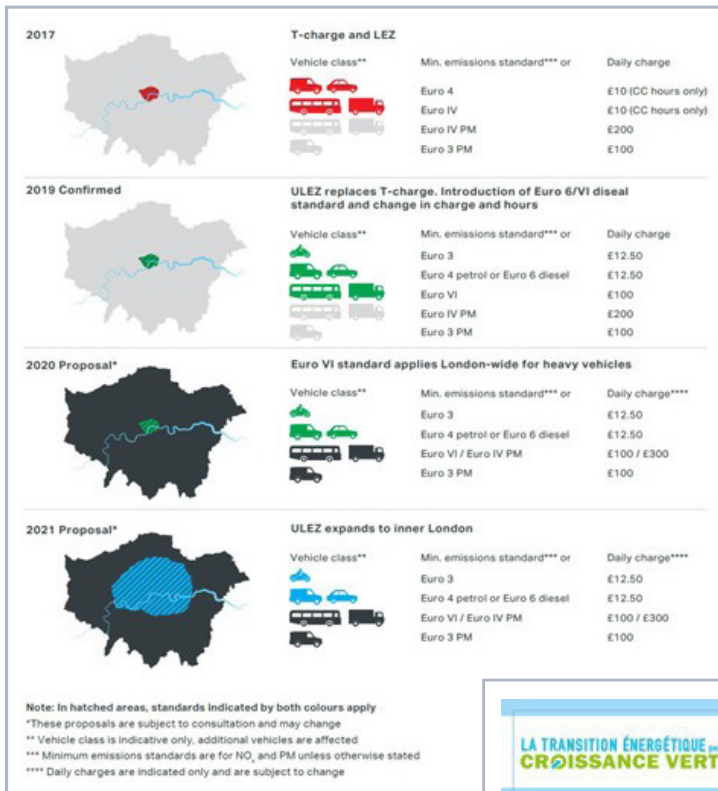 2017
T-charge and LEZ
Vehicle class** Min. emissions standard*** or Daily charge
Euro 4 £10 (CC hours only)
Euro IV £10 (CC hours only)
Euro IV PM £200
Euro 3 PM £100
2019 Confirmed
ULEZ replaces T-charge. Introduction of Euro 6/VI diseal
standard and change in charge and hours
Vehicle class** Min. emissions standard*** or Daily charge
Euro 3 £12.50
Euro 4 petrol or Euro 6 diesel £12.50
Euro VI £100
Euro IV PM £200
Euro 3 PM £100
2020 Proposal*
Euro VI standard applies London-wide for heavy vehicles
Vehicle class** Min. emissions standard*** or Daily charge****
Euro 3 £12.50
Euro 4 petrol or Euro 6 diesel £12.50
Euro VI / Euro IV PM £100 / £300
Euro 3 PM £100
2021 Proposal*
ULEZ expands to inner London
Vehicle class** Min. emissions standard*** or Daily charge****
Euro 3 £12.50
Euro 4 petrol or Euro 6 diesel £12.50
Euro VI / Euro IV PM £100 / £300
Euro 3 PM £100
Note: In hatched areas, standards indicated by both colours apply
*These proposals are subject to consultation and may change
** Vehicle class is indicative only, additional vehicles are affected
*** Minimum emissions standards are for NOx and PM unless otherwise stated
**** Daily charges are indicated only and are subject to change
LA TRANSITION ÉNERGÉTIQUE
CROISSANCE VERT